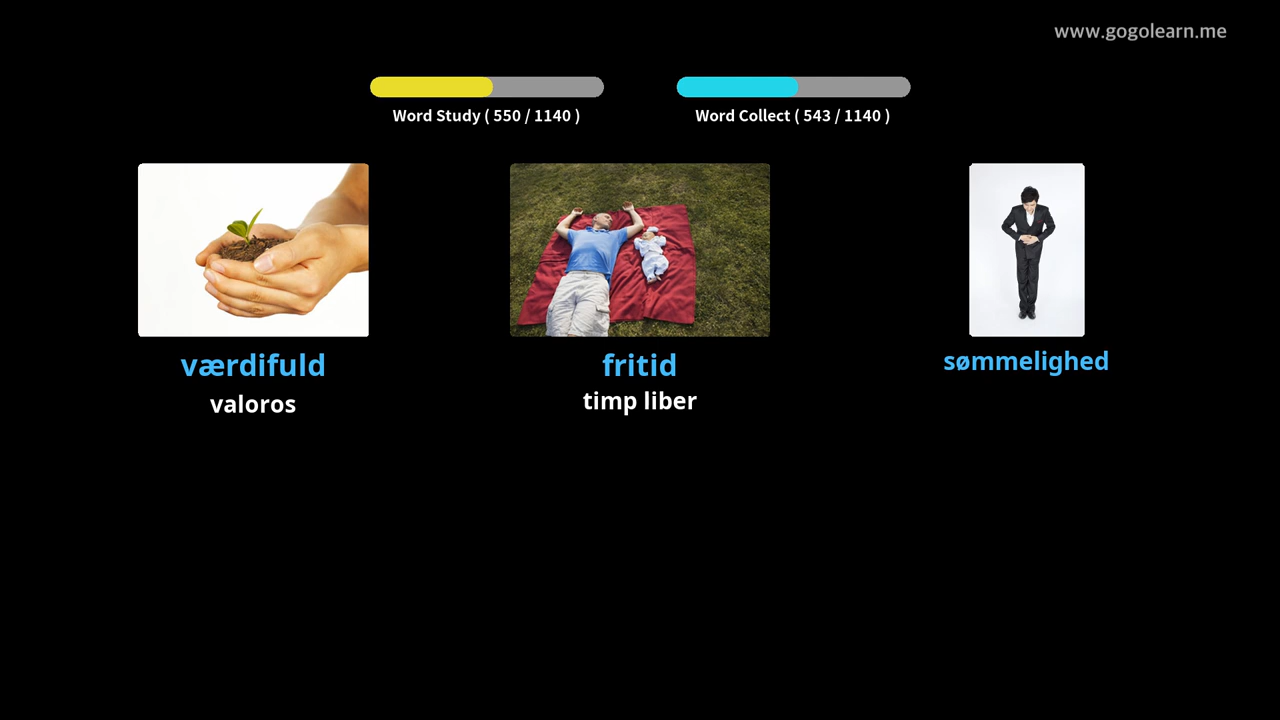 www.gogolearn.me
Word Study ( 550 / 1140 )
Word Collect ( 543 / 1140 )
værdifuld
valoros
fritid
timp liber
sømmelighed